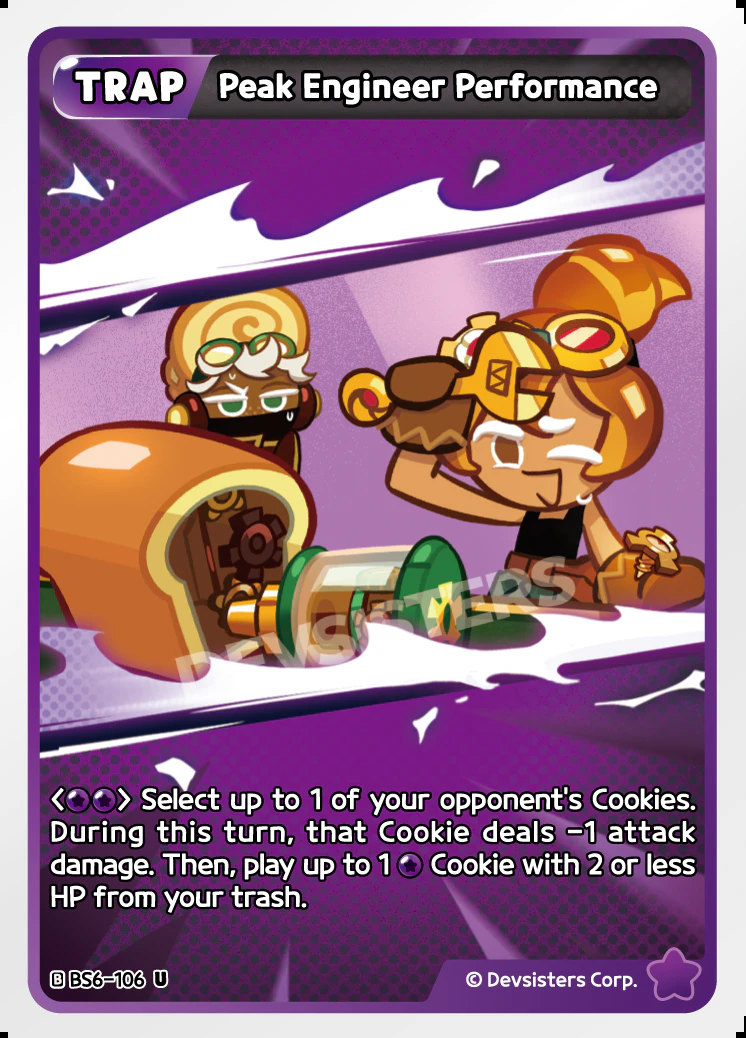 TRAP Peak Engineer Performance
DEVSISTERS
〈★★〉 Select up to 1 of your opponent's Cookies.
During this turn, that Cookie deals −1 attack
damage. Then, play up to 1 ★ Cookie with 2 or less
HP from your trash.
B BS6-106 U
© Devsisters Corp.